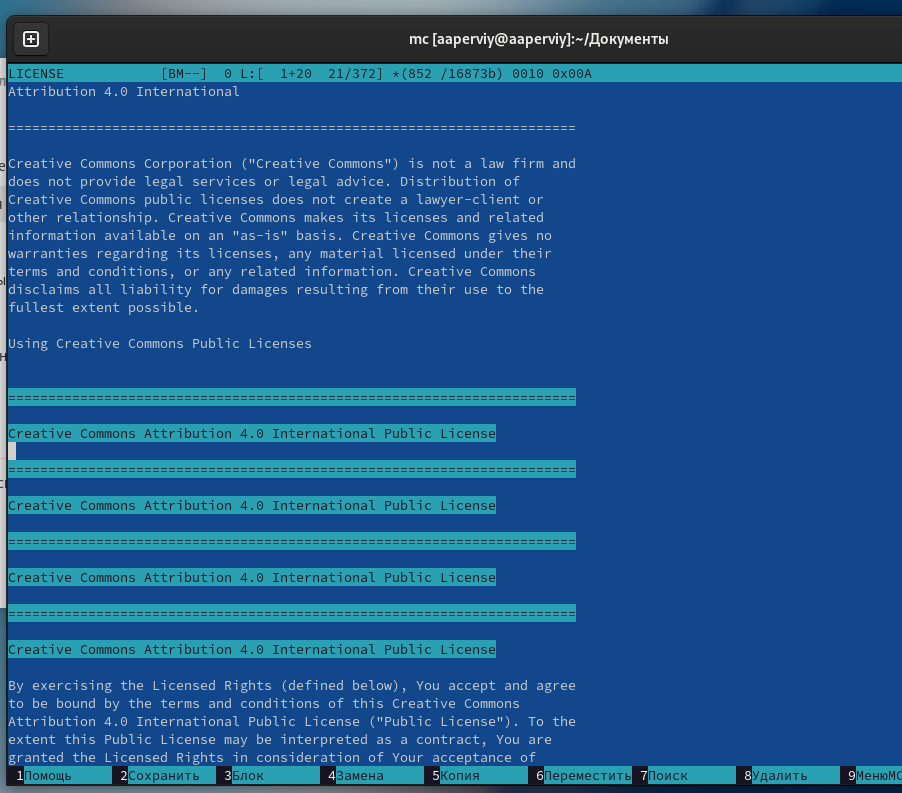 mc [aaperviy@aaperviy]:~/Документы
LICENSE [BM--] 0 L:[ 1+20 21/372] *(852 /16873b) 0010 0x00A
Attribution 4.0 International
=======================================================================
Creative Commons Corporation ("Creative Commons") is not a law firm and
does not provide legal services or legal advice. Distribution of
Creative Commons public licenses does not create a lawyer-client or
other relationship. Creative Commons makes its licenses and related
information available on an "as-is" basis. Creative Commons gives no
warranties regarding its licenses, any material licensed under their
terms and conditions, or any related information. Creative Commons
disclaims all liability for damages resulting from their use to the
fullest extent possible.
Using Creative Commons Public Licenses
=======================================================================
Creative Commons Attribution 4.0 International Public License
=======================================================================
Creative Commons Attribution 4.0 International Public License
=======================================================================
Creative Commons Attribution 4.0 International Public License
=======================================================================
Creative Commons Attribution 4.0 International Public License
By exercising the Licensed Rights (defined below), You accept and agree
to be bound by the terms and conditions of this Creative Commons
Attribution 4.0 International Public License ("Public License"). To the
extent this Public License may be interpreted as a contract, You are
granted the Licensed Rights in consideration of Your acceptance of
1Помощь 2Сохранить 3Блок 4Замена 5Копия 6Переместить 7Поиск 8Удалить 9МенюMC